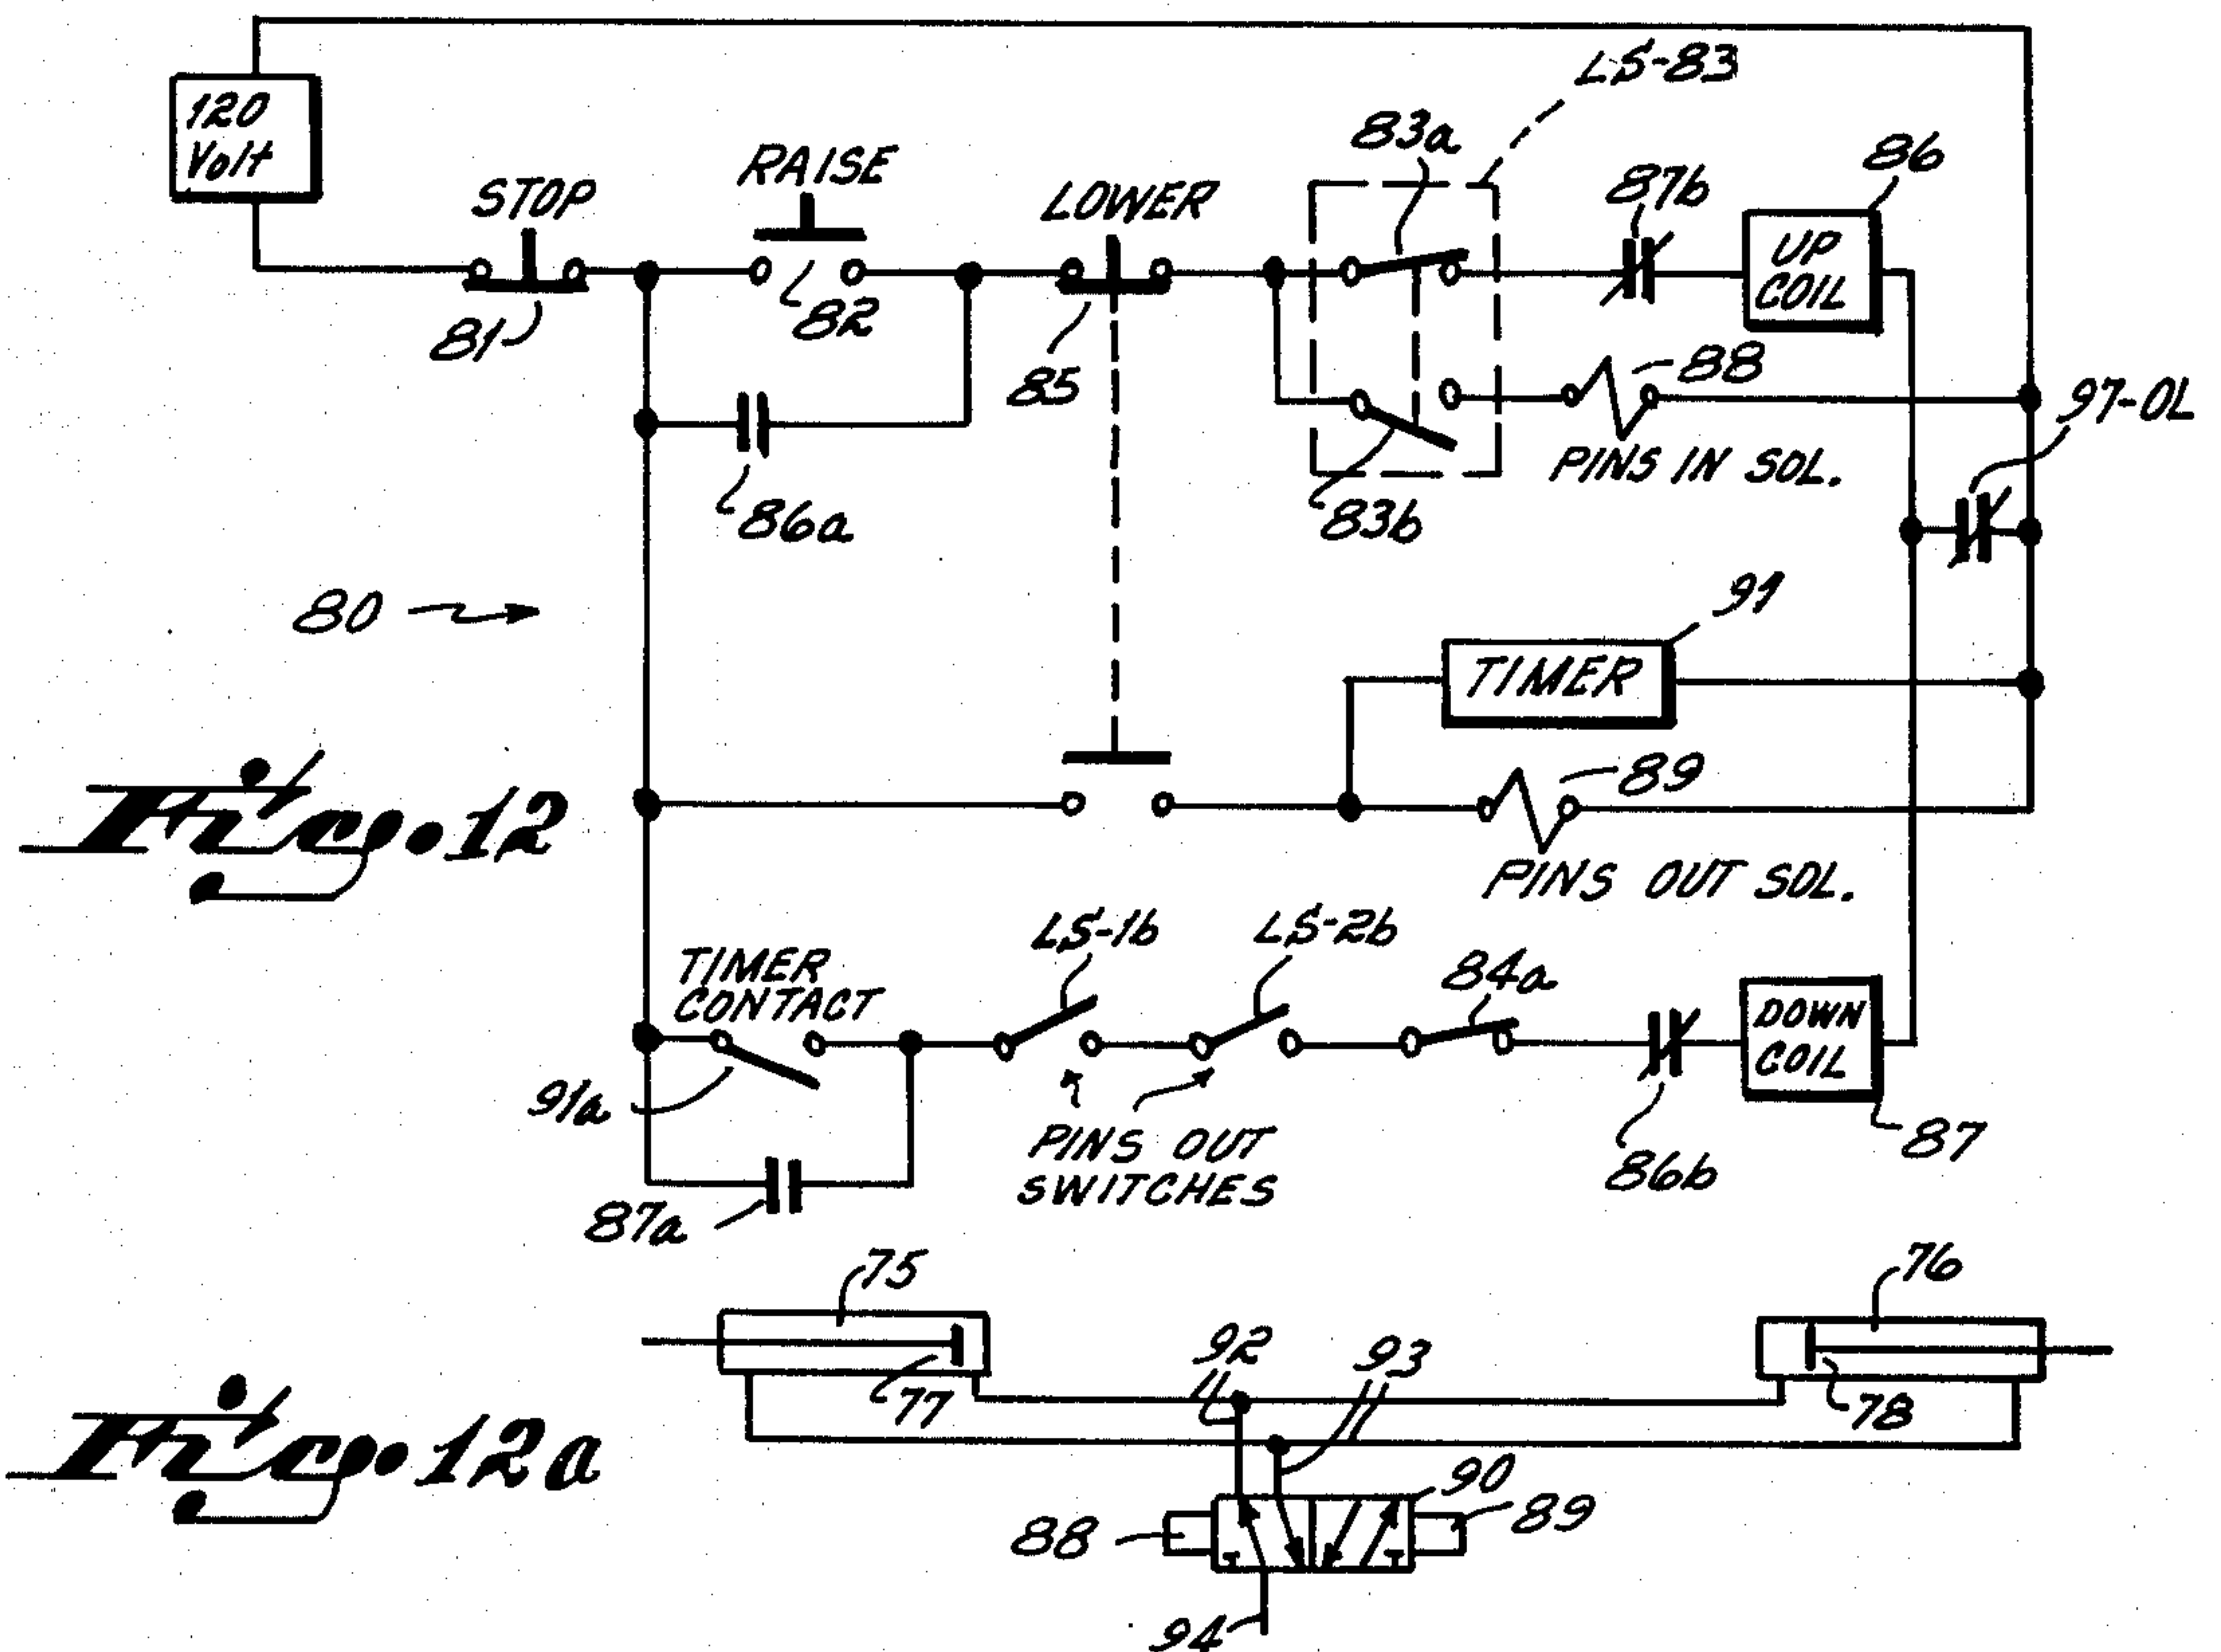 LS-83
120
Volt
83a
86
RAISE
87b
STOP
LOWER
UP
COIL
82
81
88
85
97-OL
PINS IN SOL.
86a
83b
91
80
TIMER
89
Fig. 12
PINS OUT SOL.
LS-1b
LS-2b
TIMER
CONTACT
84a
DOWN
COIL
91a
PINS OUT
SWITCHES
87
86b
87a
75
76
92
93
77
78
Fig. 12a
90
88
89
94